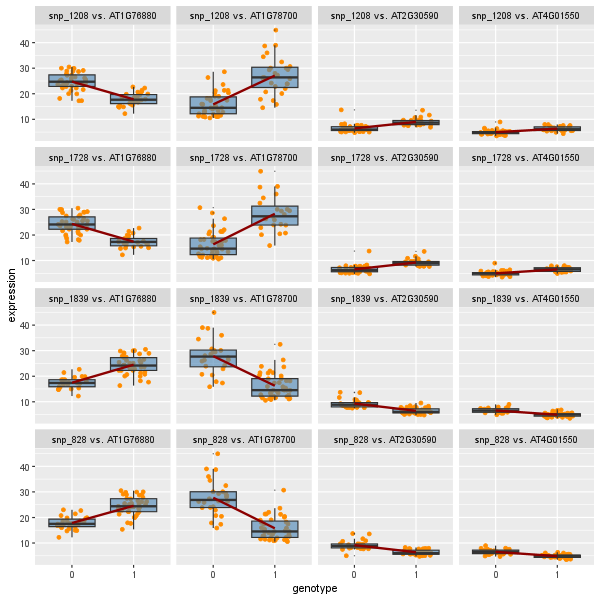 snp_1208 vs. AT1G76880 snp_1208 vs. AT1G78700 snp_1208 vs. AT2G30590 snp_1208 vs. AT4G01550
40
30
20
10
snp_1728 vs. AT1G76880 snp_1728 vs. AT1G78700 snp_1728 vs. AT2G30590 snp_1728 vs. AT4G01550
40
30
20
10
expression
snp_1839 vs. AT1G76880 snp_1839 vs. AT1G78700 snp_1839 vs. AT2G30590 snp_1839 vs. AT4G01550
40
30
20
10
snp_828 vs. AT1G76880 snp_828 vs. AT1G78700 snp_828 vs. AT2G30590 snp_828 vs. AT4G01550
40
30
20
10
0 1 0 1 0 1 0 1
genotype